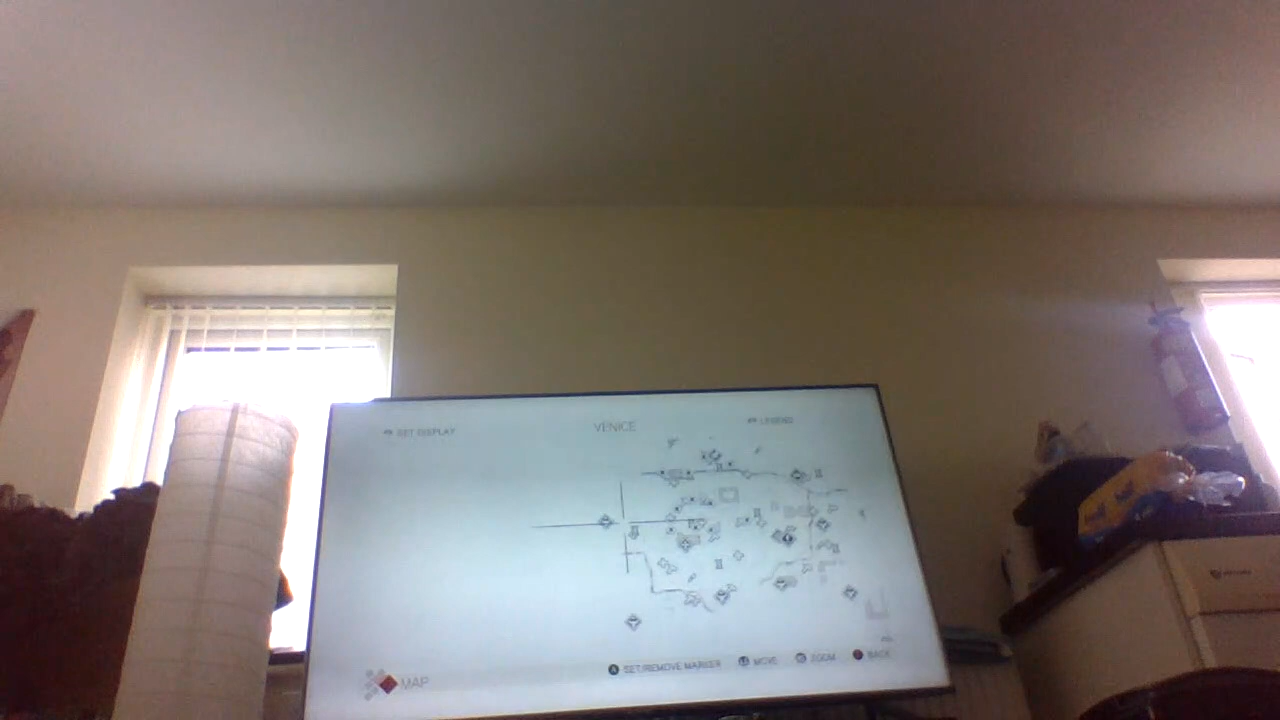 SET DISPLAY
VENICE
LEGEND
SET/REMOVE MARKER
MOVE
ZOOM
BACK
MAP